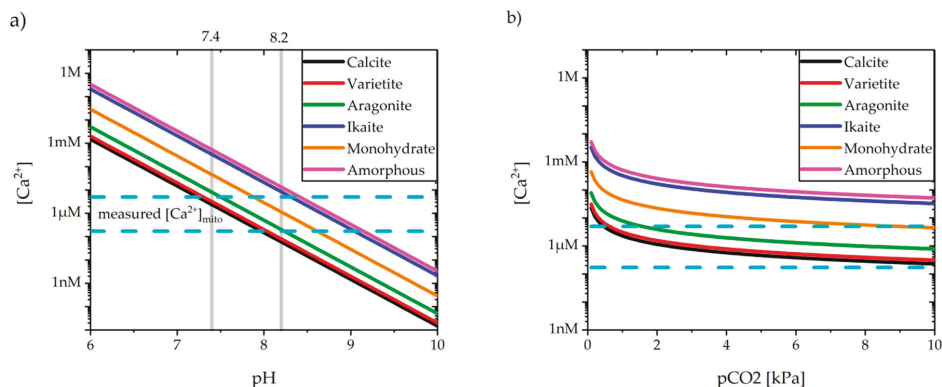 a)
7.4 8.2
1M
1mM
1µM
1nM
[Ca²⁺]
Calcite
Varietite
Aragonite
Ikaite
Monohydrate
Amorphous
measured [Ca²⁺]mito
6 7 8 9 10
pH
b)
1M
1mM
1µM
1nM
[Ca²⁺]
Calcite
Varietite
Aragonite
Ikaite
Monohydrate
Amorphous
0 2 4 6 8 10
pCO2 [kPa]